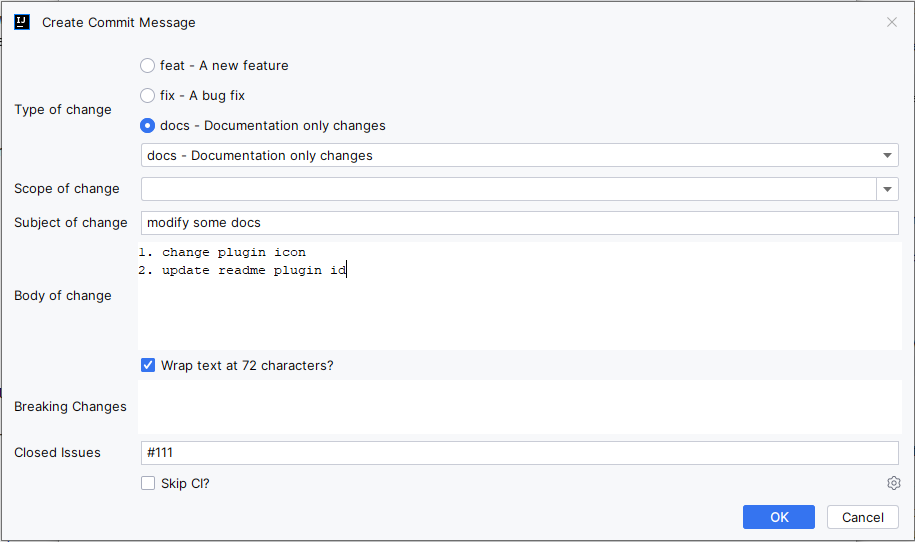 IJ
Create Commit Message
feat - A new feature
fix - A bug fix
Type of change
docs - Documentation only changes
docs - Documentation only changes
Scope of change
Subject of change modify some docs
1. change plugin icon
2. update readme plugin id
Body of change
Wrap text at 72 characters?
Breaking Changes
Closed Issues #111
Skip CI?
OK Cancel